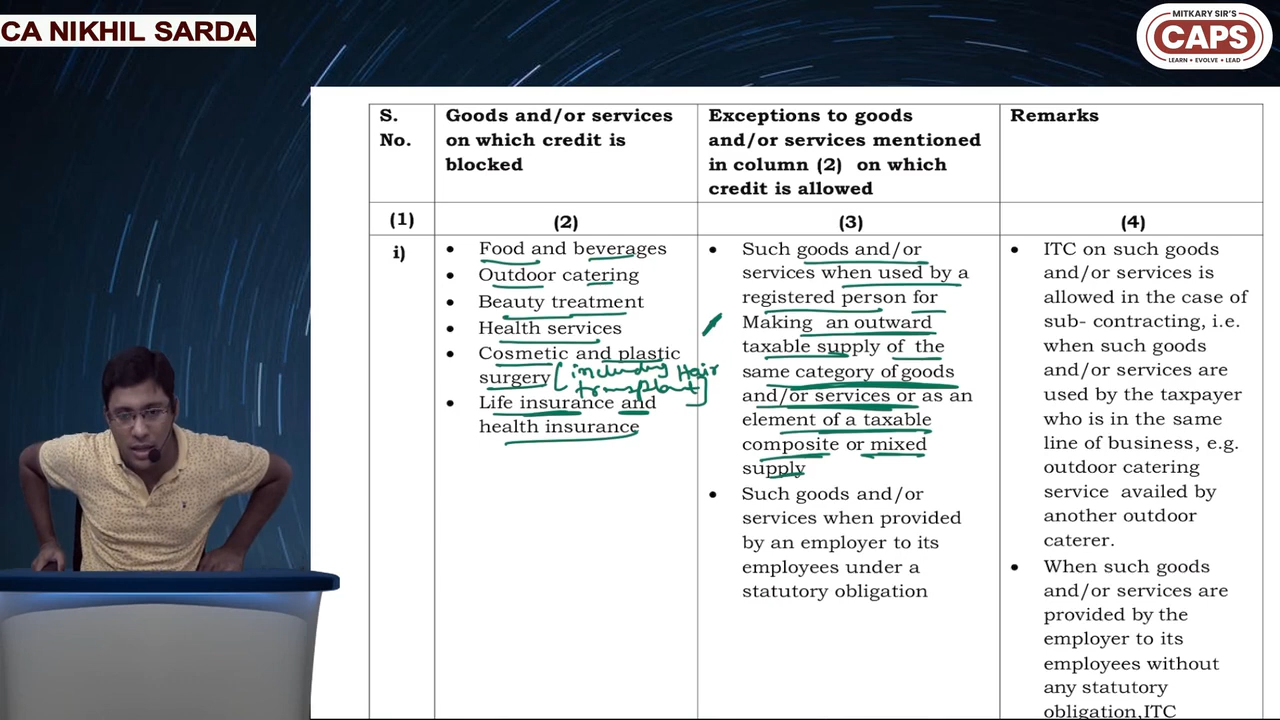 CA NIKHIL SARDA
MITKARY SIR'S
CAPS
LEARN • EVOLVE • LEAD
S. No.
Goods and/or services
on which credit is
blocked
Exceptions to goods
and/or services mentioned
in column (2) on which
credit is allowed
Remarks
(1)
(2)
(3)
(4)
i)
• Food and beverages
• Outdoor catering
• Beauty treatment
• Health services
• Cosmetic and plastic
surgery [including Hair
transplant]
• Life insurance and
health insurance
• Such goods and/or
services when used by a
registered person for
Making an outward
taxable supply of the
same category of goods
and/or services or as an
element of a taxable
composite or mixed
supply
• Such goods and/or
services when provided
by an employer to its
employees under a
statutory obligation
• ITC on such goods
and/or services is
allowed in the case of
sub- contracting, i.e.
when such goods
and/or services are
used by the taxpayer
who is in the same
line of business, e.g.
outdoor catering
service availed by
another outdoor
caterer.
• When such goods
and/or services are
provided by the
employer to its
employees without
any statutory
obligation,ITC